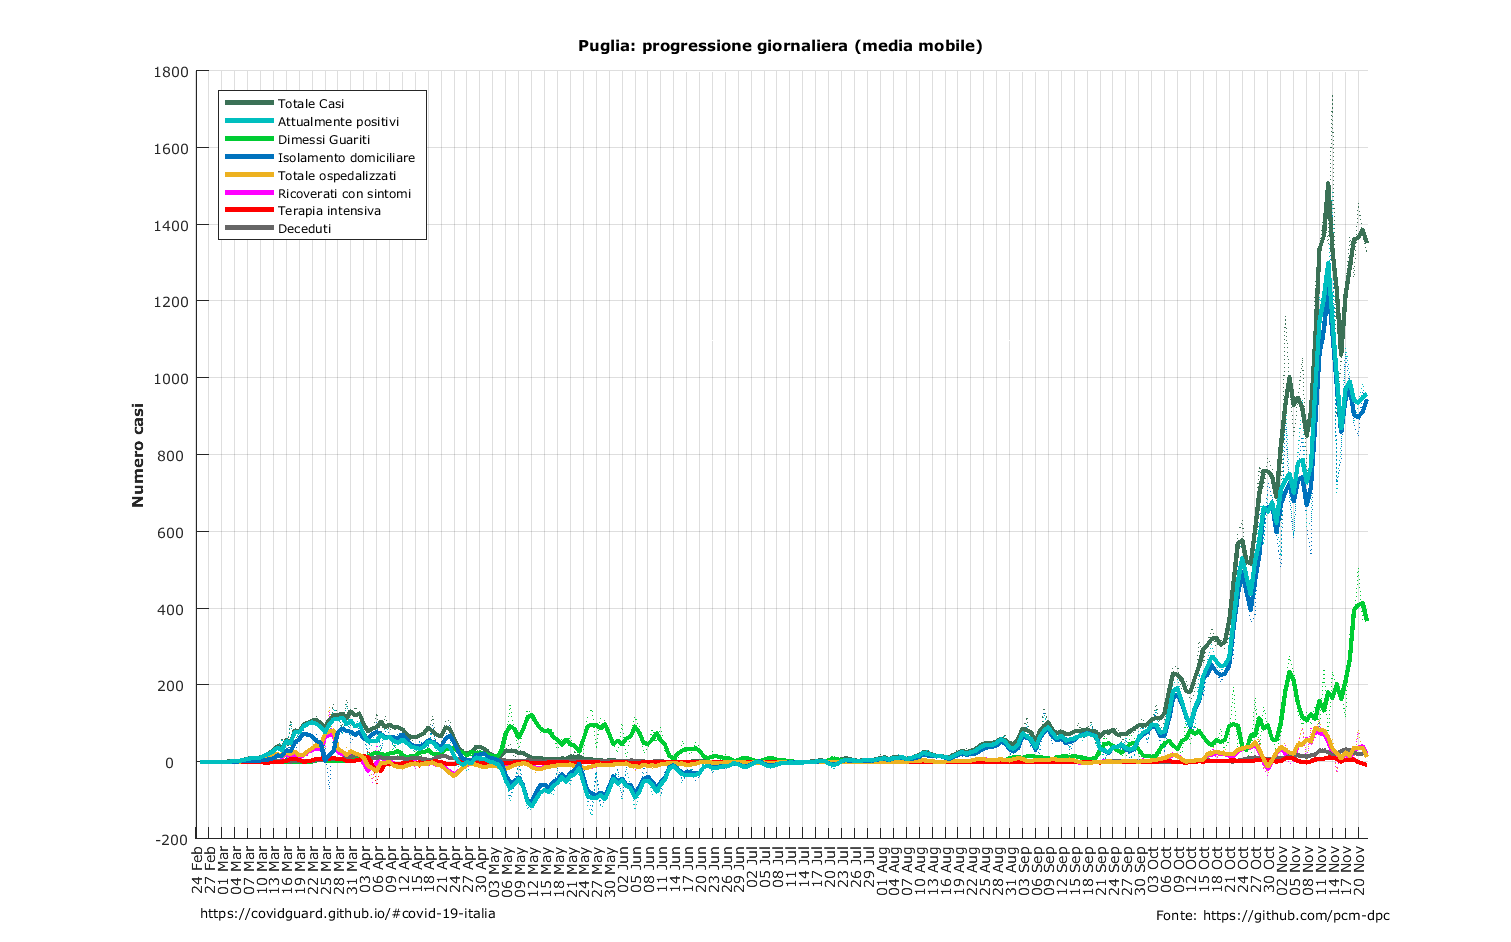 Puglia: progressione giornaliera (media mobile)
Numero casi
1800
1600
1400
1200
1000
800
600
400
200
0
-200
Totale Casi
Attualmente positivi
Dimessi Guariti
Isolamento domiciliare
Totale ospedalizzati
Ricoverati con sintomi
Terapia intensiva
Deceduti
24 Feb
27 Feb
01 Mar
04 Mar
07 Mar
10 Mar
13 Mar
16 Mar
19 Mar
22 Mar
25 Mar
28 Mar
31 Mar
03 Apr
06 Apr
09 Apr
12 Apr
15 Apr
18 Apr
21 Apr
24 Apr
27 Apr
30 Apr
03 May
06 May
09 May
12 May
15 May
18 May
21 May
24 May
27 May
30 May
02 Jun
05 Jun
08 Jun
11 Jun
14 Jun
17 Jun
20 Jun
23 Jun
26 Jun
29 Jun
02 Jul
05 Jul
08 Jul
11 Jul
14 Jul
17 Jul
20 Jul
23 Jul
26 Jul
29 Jul
01 Aug
04 Aug
07 Aug
10 Aug
13 Aug
16 Aug
19 Aug
22 Aug
25 Aug
28 Aug
31 Aug
03 Sep
06 Sep
09 Sep
12 Sep
15 Sep
18 Sep
21 Sep
24 Sep
27 Sep
30 Sep
03 Oct
06 Oct
09 Oct
12 Oct
15 Oct
18 Oct
21 Oct
24 Oct
27 Oct
30 Oct
02 Nov
05 Nov
08 Nov
11 Nov
14 Nov
17 Nov
20 Nov
https://covidguard.github.io/#covid-19-italia
Fonte: https://github.com/pcm-dpc